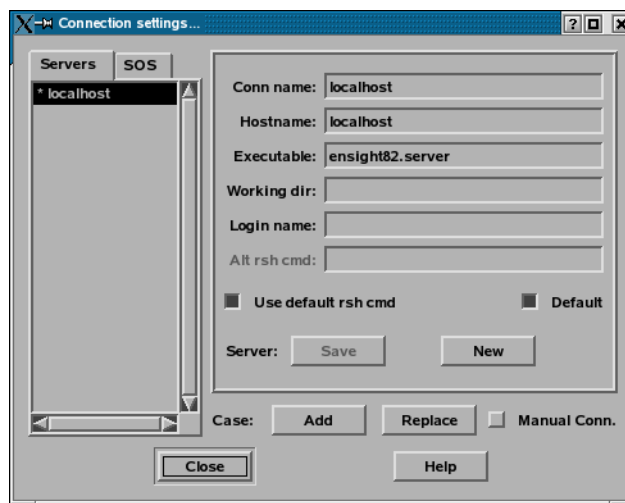 Connection settings...
Servers SOS
* localhost
Conn name: localhost
Hostname: localhost
Executable: ensight82.server
Working dir:
Login name:
Alt rsh cmd:
Use default rsh cmd Default
Server: Save New
Case: Add Replace Manual Conn.
Close Help